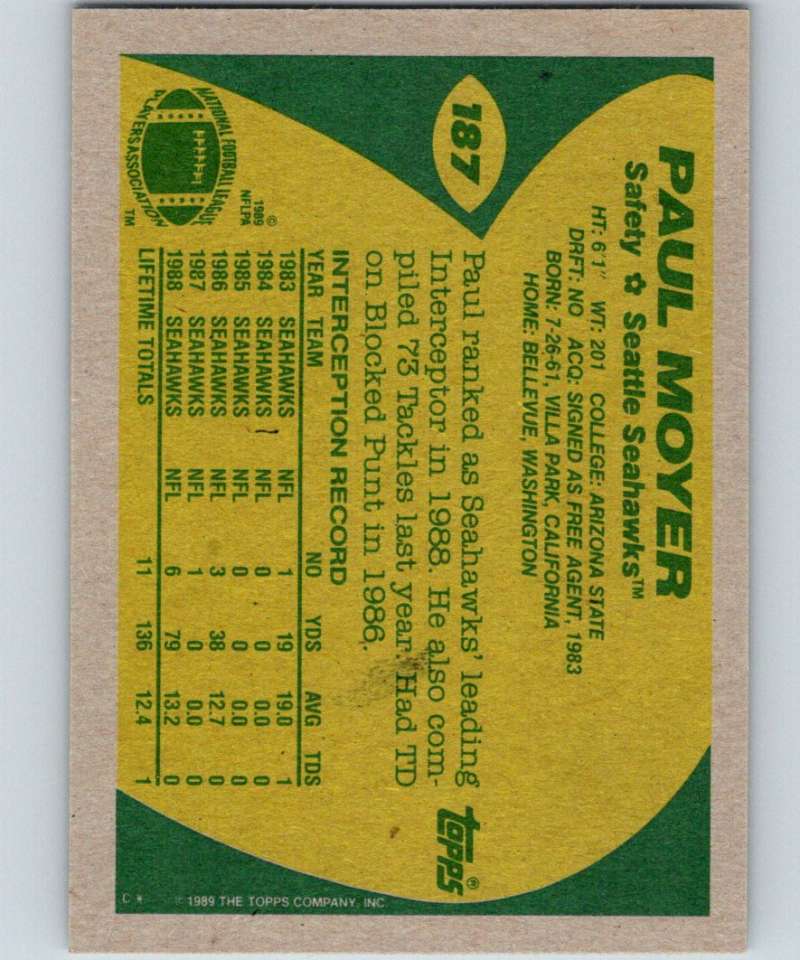 187
PAUL MOYER
Safety ✿ Seattle Seahawks™
HT: 6'1" WT: 201 COLLEGE: ARIZONA STATE
DRFT: NO ACQ: SIGNED AS FREE AGENT, 1983
BORN: 7-26-61, VILLA PARK, CALIFORNIA
HOME: BELLEVUE, WASHINGTON
Paul ranked as Seahawks' leading
Interceptor in 1988. He also com-
piled 73 Tackles last year. Had TD
on Blocked Punt in 1986.
INTERCEPTION RECORD
YEAR TEAM NO YDS AVG TDS
1983 SEAHAWKS NFL 1 19 19.0 1
1984 SEAHAWKS NFL 0 0 0.0 0
1985 SEAHAWKS NFL 0 0 0.0 0
1986 SEAHAWKS NFL 3 38 12.7 0
1987 SEAHAWKS NFL 1 0 0.0 0
1988 SEAHAWKS NFL 6 79 13.2 0
LIFETIME TOTALS 11 136 12.4 1
NATIONAL FOOTBALL LEAGUE
PLAYERS ASSOCIATION
TM
©
1989
NFLPA
topps®
C * © 1989 THE TOPPS COMPANY, INC.